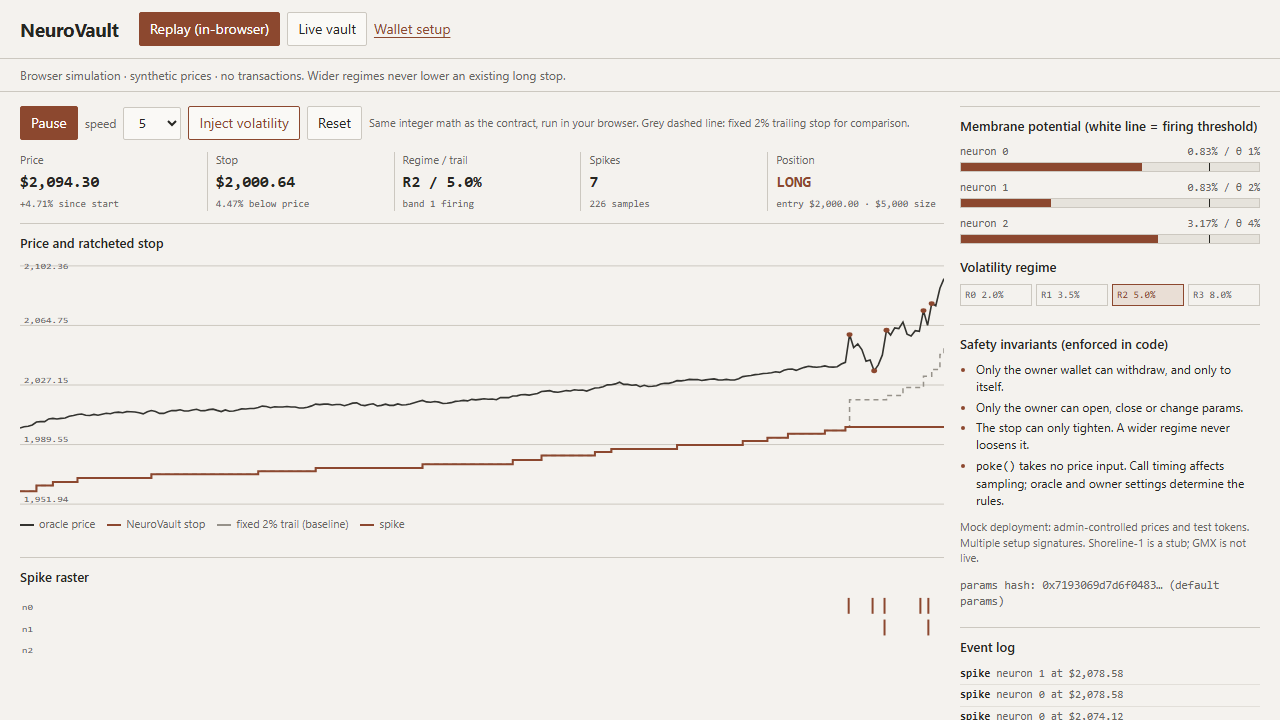 NeuroVault
Replay (in-browser)
Live vault
Wallet setup
Browser simulation · synthetic prices · no transactions. Wider regimes never lower an existing long stop.
Pause
speed
5
Inject volatility
Reset
Same integer math as the contract, run in your browser. Grey dashed line: fixed 2% trailing stop for comparison.
Price
$2,094.30
+4.71% since start
Stop
$2,000.64
4.47% below price
Regime / trail
R2 / 5.0%
band 1 firing
Spikes
7
226 samples
Position
LONG
entry $2,000.00 · $5,000 size
Price and ratcheted stop
2,102.36
2,064.75
2,027.15
1,989.55
1,951.94
oracle price
NeuroVault stop
fixed 2% trail (baseline)
spike
Spike raster
n0
n1
n2
Membrane potential (white line = firing threshold)
neuron 0
0.83% / θ 1%
neuron 1
0.83% / θ 2%
neuron 2
3.17% / θ 4%
Volatility regime
R0 2.0%
R1 3.5%
R2 5.0%
R3 8.0%
Safety invariants (enforced in code)
Only the owner wallet can withdraw, and only to
itself.
Only the owner can open, close or change params.
The stop can only tighten. A wider regime never
loosens it.
poke() takes no price input. Call timing affects
sampling; oracle and owner settings determine the
rules.
Mock deployment: admin-controlled prices and test tokens.
Multiple setup signatures. Shoreline-1 is a stub; GMX is not
live.
params hash: 0x7193069d7d6f0483… (default
params)
Event log
spike neuron 1 at $2,078.58
spike neuron 0 at $2,078.58
spike neuron 0 at $2,074.12